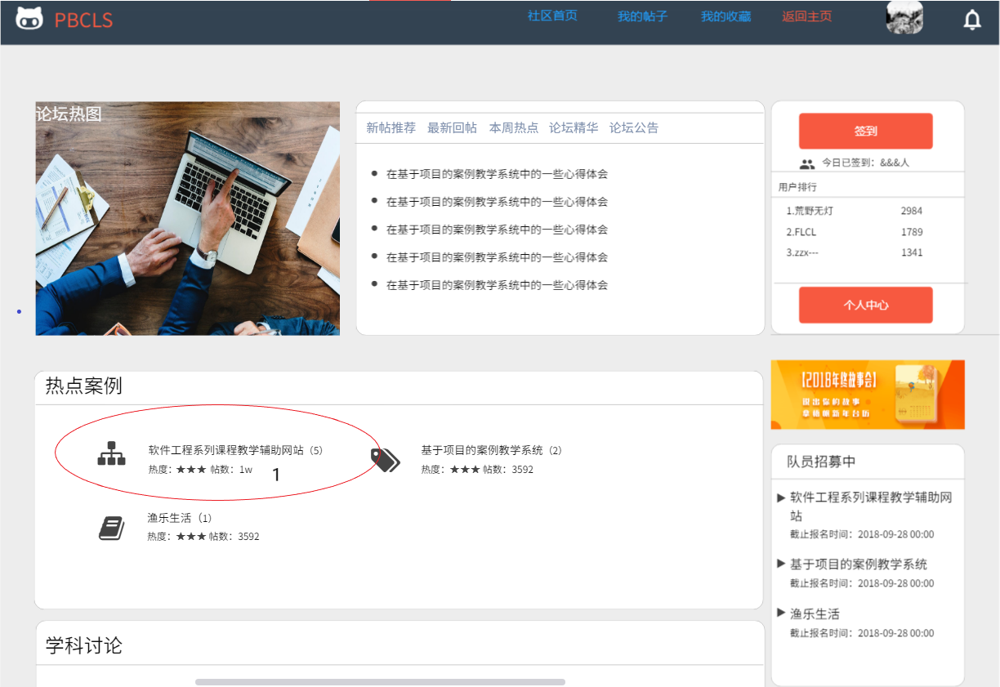 PBCLS
社区首页 我的帖子 我的收藏 返回主页
论坛热图
新帖推荐 最新回帖 本周热点 论坛精华 论坛公告
在基于项目的案例教学系统中的一些心得体会
在基于项目的案例教学系统中的一些心得体会
在基于项目的案例教学系统中的一些心得体会
在基于项目的案例教学系统中的一些心得体会
在基于项目的案例教学系统中的一些心得体会
签到
今日已签到：&&&人
用户排行
1.荒野无灯 2984
2.FLCL 1789
3.zzx--- 1341
个人中心
热点案例
软件工程系列课程教学辅助网站（5）
热度：★★★ 帖数：1w
1
基于项目的案例教学系统（2）
热度：★★★ 帖数：3592
渔乐生活（1）
热度：★★★ 帖数：3592
【2018年终故事会】
说出你的故事
拿锤锤新年台历
队员招募中
软件工程系列课程教学辅助网
站
截止报名时间：2018-09-28 00:00
基于项目的案例教学系统
截止报名时间：2018-09-28 00:00
渔乐生活
截止报名时间：2018-09-28 00:00
学科讨论